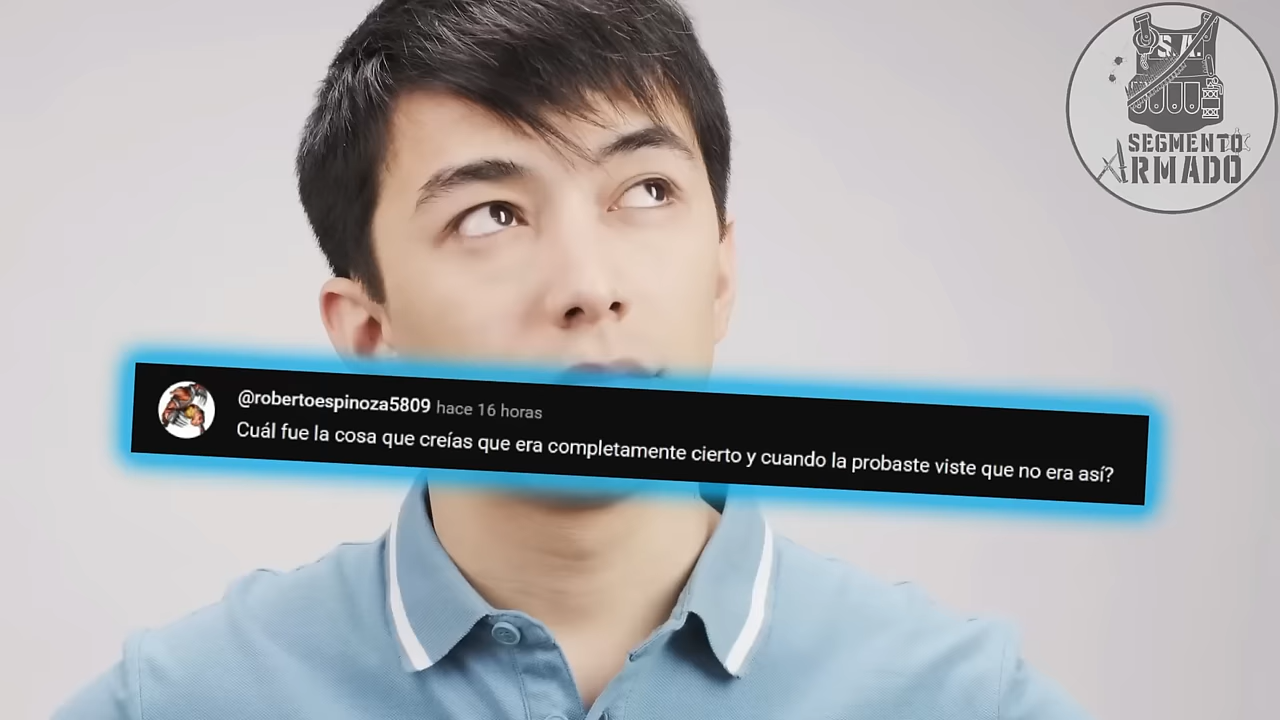 S.A.
SEGMENTO
ARMADO
@robertoespinoza5809 hace 16 horas
Cuál fue la cosa que creías que era completamente cierto y cuando la probaste viste que no era así?